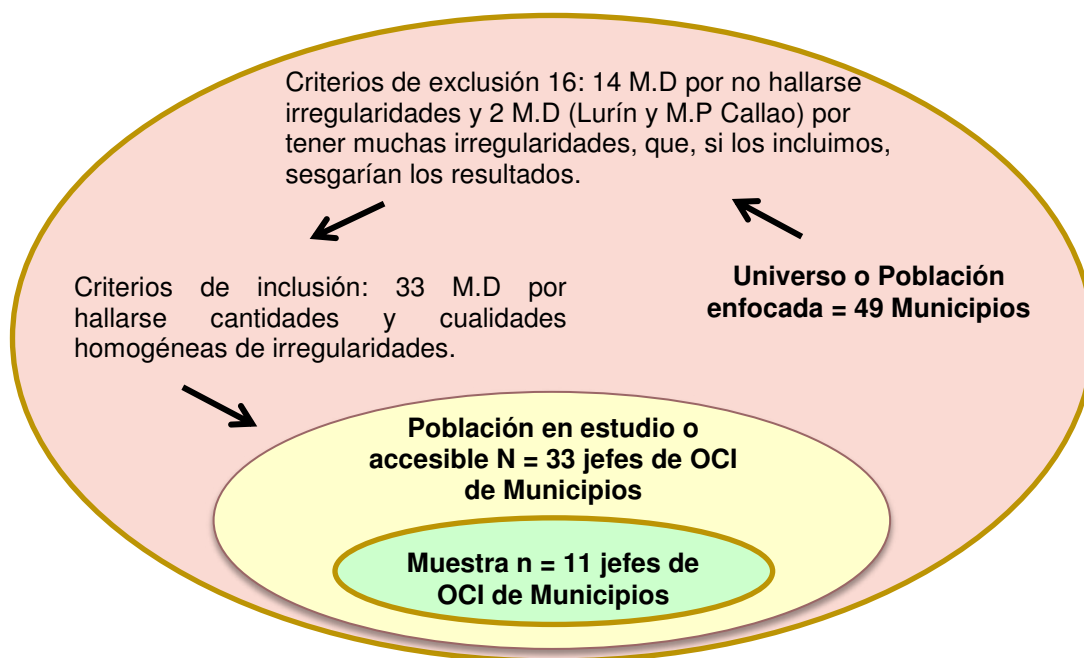 Criterios de exclusión 16: 14 M.D por no hallarse
irregularidades y 2 M.D (Lurín y M.P Callao) por
tener muchas irregularidades, que, si los incluimos,
sesgarían los resultados.
Universo o Población
enfocada = 49 Municipios
Criterios de inclusión: 33 M.D por
hallarse cantidades y cualidades
homogéneas de irregularidades.
Población en estudio o
accesible N = 33 jefes de OCI
de Municipios
Muestra n = 11 jefes de
OCI de Municipios